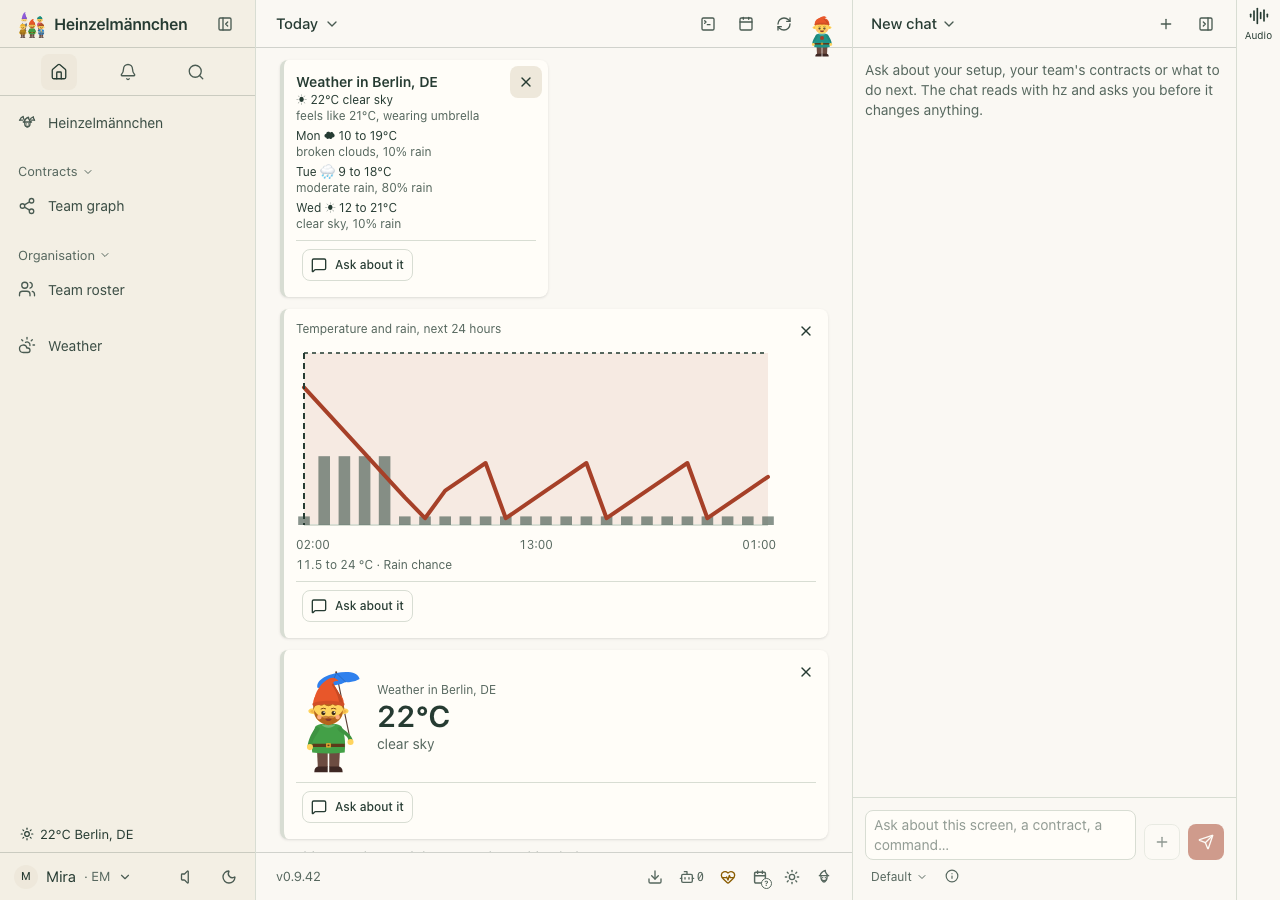 Heinzelmännchen
Heinzelmännchen
Contracts
Team graph
Organisation
Team roster
Weather
22°C Berlin, DE
M Mira · EM
Today
Weather in Berlin, DE
22°C clear sky
feels like 21°C, wearing umbrella
Mon 10 to 19°C
broken clouds, 10% rain
Tue 9 to 18°C
moderate rain, 80% rain
Wed 12 to 21°C
clear sky, 10% rain
Ask about it
Temperature and rain, next 24 hours
02:00 13:00 01:00
11.5 to 24 °C · Rain chance
Ask about it
Weather in Berlin, DE
22°C
clear sky
Ask about it
v0.9.42
0
?
New chat
Ask about your setup, your team's contracts or what to
do next. The chat reads with hz and asks you before it
changes anything.
Ask about this screen, a contract, a
command...
Default
Audio